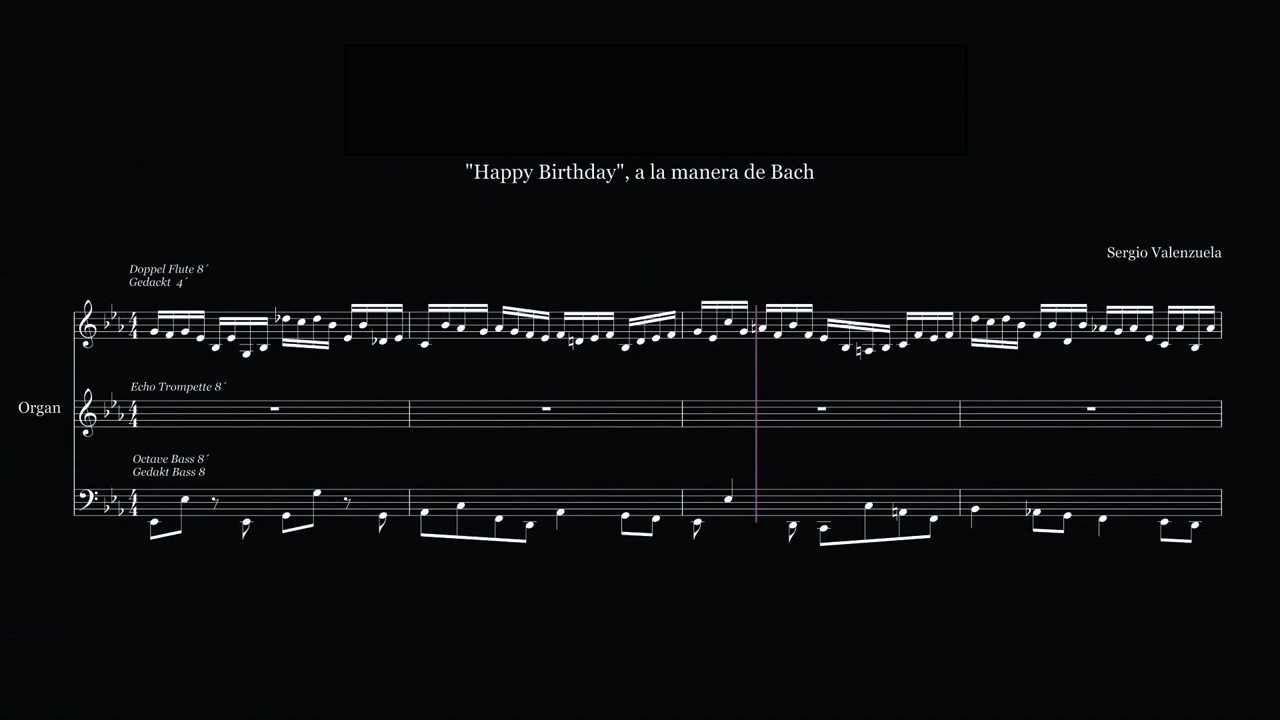 "Happy Birthday", a la manera de Bach
Sergio Valenzuela
Doppel Flute 8´
Gedackt 4´
Echo Trompette 8´
Organ
Octave Bass 8´
Gedakt Bass 8